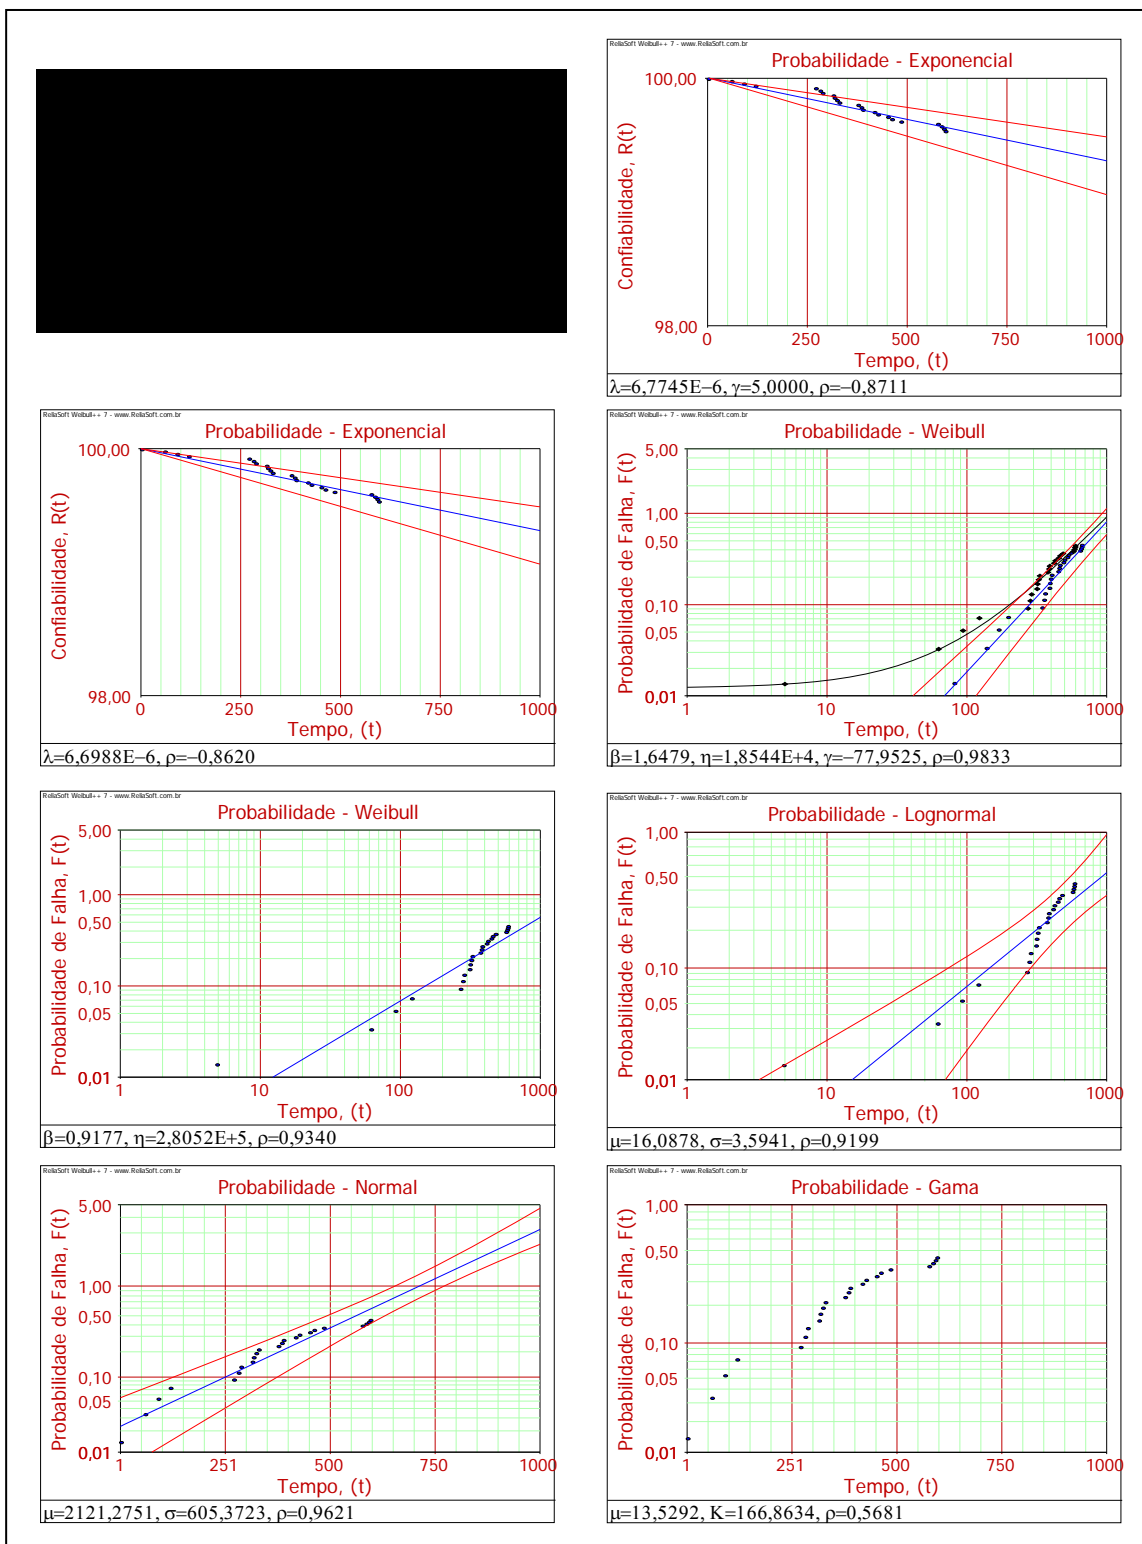 ReliaSoft Weibull++ 7 - www.ReliaSoft.com.br
Probabilidade - Exponencial
Confiabilidade, R(t)
100,00
98,00
0 250 500 750 1000
Tempo, (t)
λ=6,7745E−6, γ=5,0000, ρ=−0,8711
ReliaSoft Weibull++ 7 - www.ReliaSoft.com.br
Probabilidade - Exponencial
Confiabilidade, R(t)
100,00
98,00
0 250 500 750 1000
Tempo, (t)
λ=6,6988E−6, ρ=−0,8620
ReliaSoft Weibull++ 7 - www.ReliaSoft.com.br
Probabilidade - Weibull
Probabilidade de Falha, F(t)
5,00
1,00
0,50
0,10
0,05
0,01
1 10 100 1000
Tempo, (t)
β=1,6479, η=1,8544E+4, γ=−77,9525, ρ=0,9833
ReliaSoft Weibull++ 7 - www.ReliaSoft.com.br
Probabilidade - Weibull
Probabilidade de Falha, F(t)
5,00
1,00
0,50
0,10
0,05
0,01
1 10 100 1000
Tempo, (t)
β=0,9177, η=2,8052E+5, ρ=0,9340
ReliaSoft Weibull++ 7 - www.ReliaSoft.com.br
Probabilidade - Lognormal
Probabilidade de Falha, F(t)
1,00
0,50
0,10
0,05
0,01
1 10 100 1000
Tempo, (t)
μ=16,0878, σ=3,5941, ρ=0,9199
ReliaSoft Weibull++ 7 - www.ReliaSoft.com.br
Probabilidade - Normal
Probabilidade de Falha, F(t)
5,00
1,00
0,50
0,10
0,05
0,01
1 251 500 750 1000
Tempo, (t)
μ=2121,2751, σ=605,3723, ρ=0,9621
ReliaSoft Weibull++ 7 - www.ReliaSoft.com.br
Probabilidade - Gama
Probabilidade de Falha, F(t)
1,00
0,50
0,10
0,05
0,01
1 251 500 750 1000
Tempo, (t)
μ=13,5292, K=166,8634, ρ=0,5681